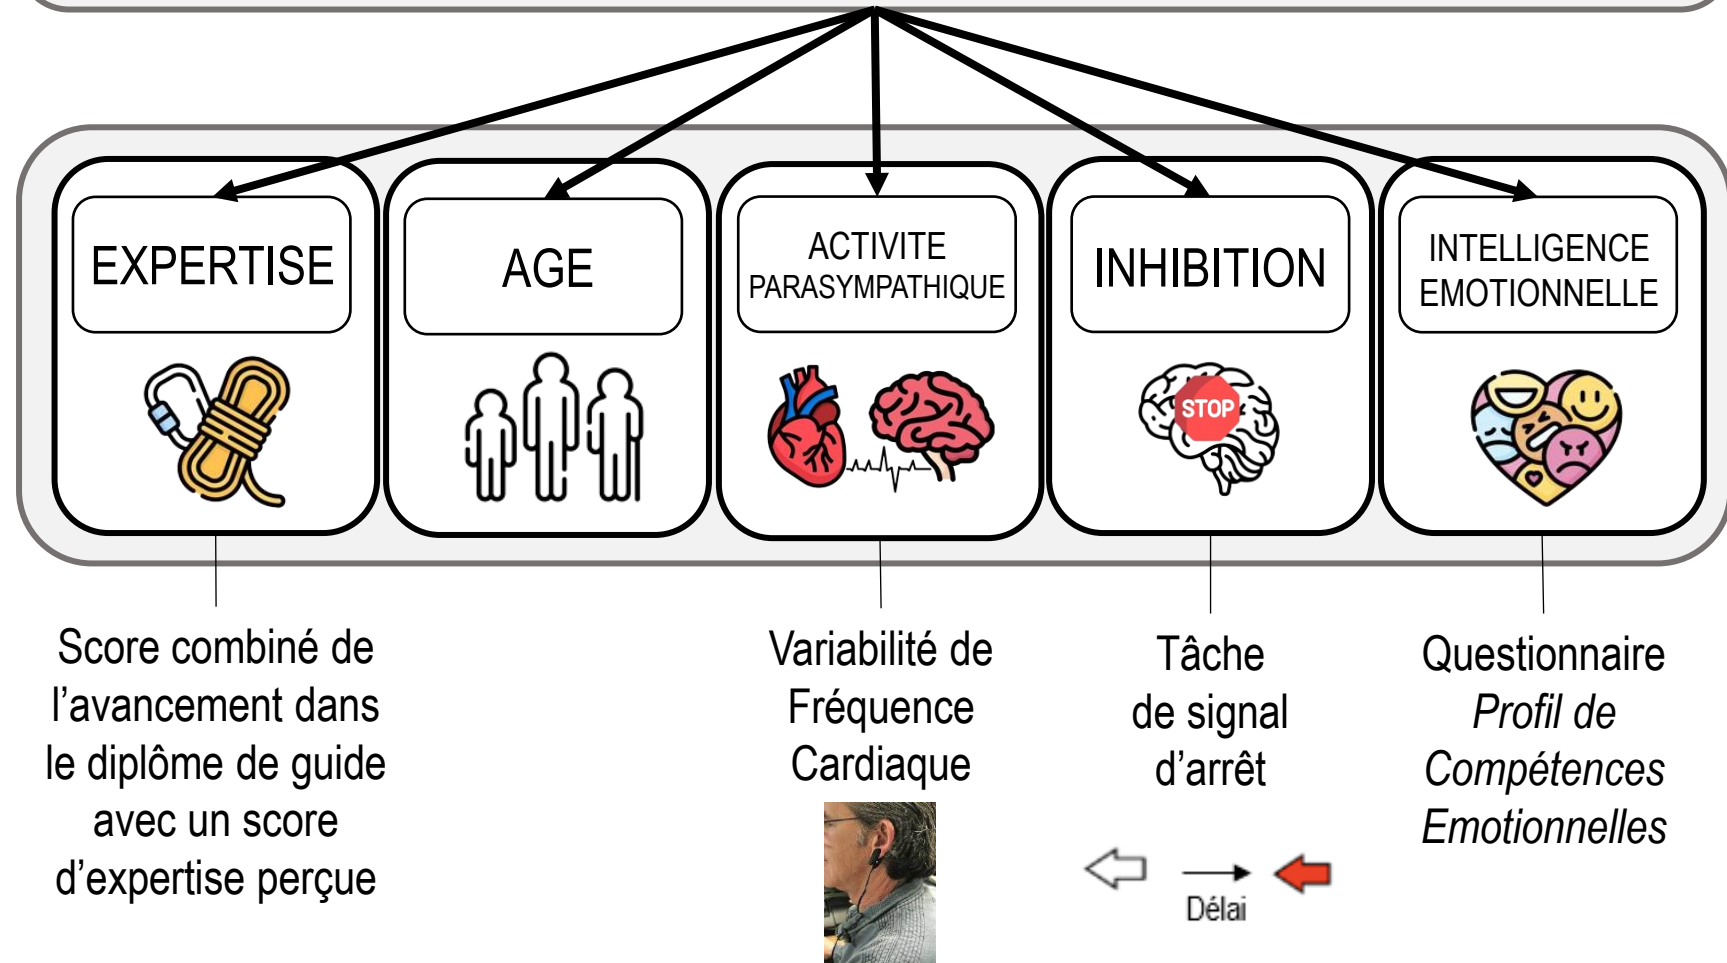 EXPERTISE
AGE
ACTIVITE
PARASYMPATHIQUE
INHIBITION
INTELLIGENCE
EMOTIONNELLE
STOP
Score combiné de
l’avancement dans
le diplôme de guide
avec un score
d’expertise perçue
Variabilité de
Fréquence
Cardiaque
Tâche
de signal
d’arrêt
Délai
Questionnaire
Profil de
Compétences
Emotionnelles